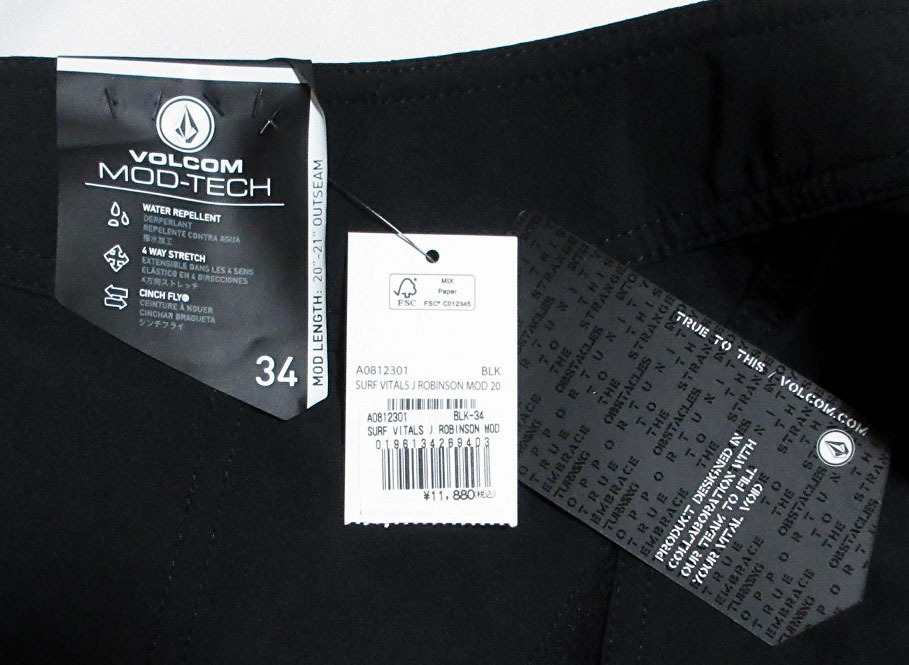 VOLCOM
MOD-TECH
WATER REPELLENT
DÉPERLANT
REPELENTE CONTRA AGUA
撥水加工
4 WAY STRETCH
EXTENSIBLE DANS LES 4 SENS
ELÁSTICO EN 4 DIRECCIONES
4方向ストレッチ
CINCH FLY®
CEINTURE À NOUER
CINCHAR BRAGUETA
シンチフライ
34
MOD LENGTH: 20"-21" OUTSEAM
FSC
MIX
Paper
FSC® C012345
A0812301 BLK
SURF VITALS J ROBINSON MOD 20
A0812301 BLK-34
SURF VITALS J ROBINSON MOD
0196134268403
¥11,880(税込)
TRUE TO THIS / VOLCOM.COM
PRODUCT DESIGNED IN
COLLABORATION WITH
OUR TEAM TO FILL
YOUR VITAL VOID